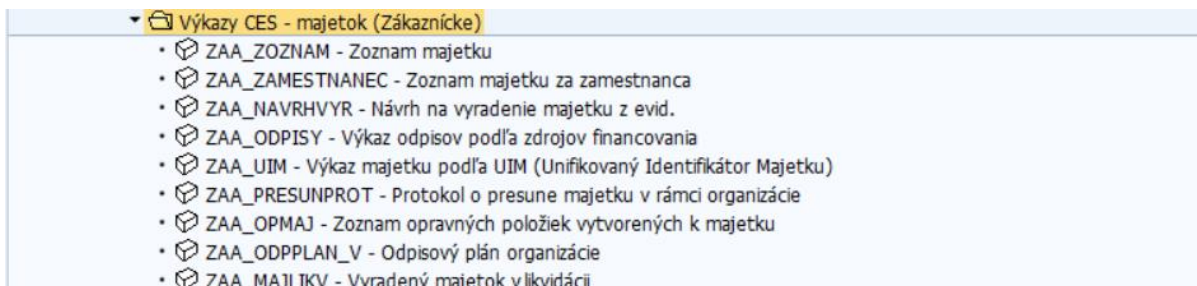 Výkazy CES - majetok (Zákaznícke)
ZAA_ZOZNAM - Zoznam majetku
ZAA_ZAMESTNANEC - Zoznam majetku za zamestnanca
ZAA_NAVRHVYR - Návrh na vyradenie majetku z evid.
ZAA_ODPISY - Výkaz odpisov podľa zdrojov financovania
ZAA_UIM - Výkaz majetku podľa UIM (Unifikovaný Identifikátor Majetku)
ZAA_PRESUNPROT - Protokol o presune majetku v rámci organizácie
ZAA_OPMAJ - Zoznam opravných položiek vytvorených k majetku
ZAA_ODPPLAN_V - Odpisový plán organizácie
ZAA_MAJLIKV - Vyradený majetok v likvidácii